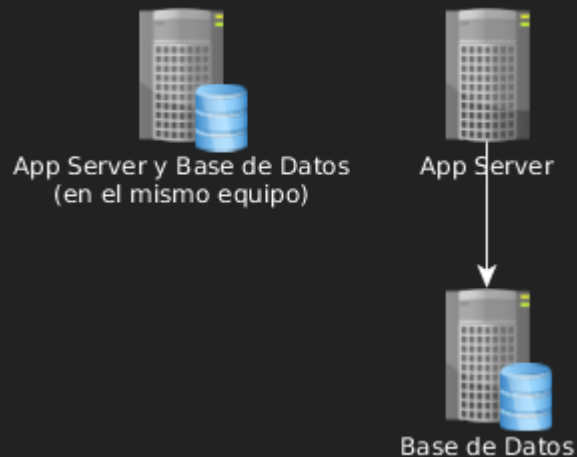 App Server y Base de Datos
(en el mismo equipo)
App Server
Base de Datos